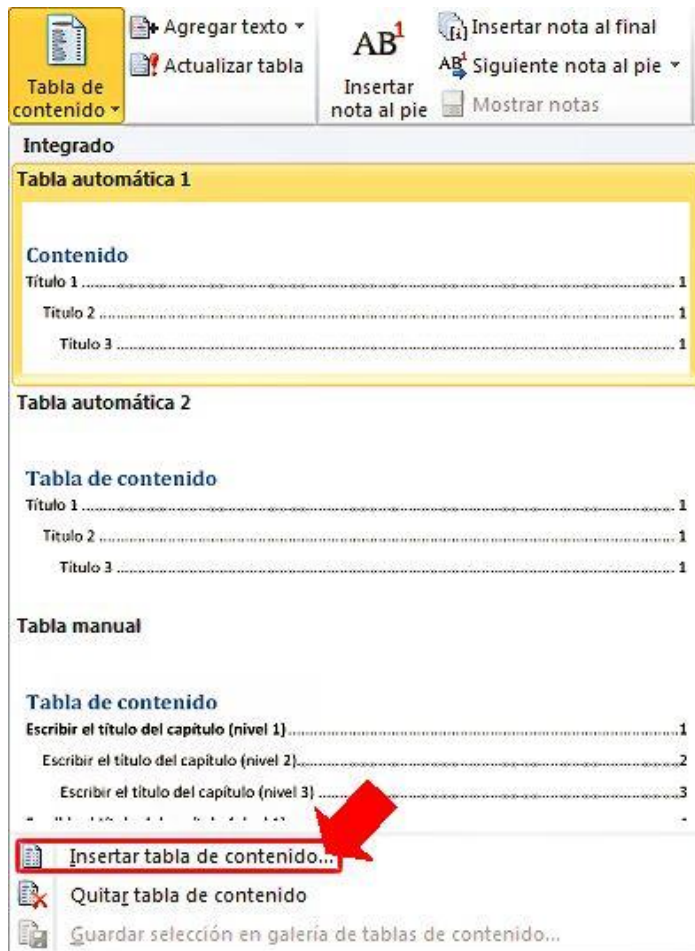 Tabla de contenido
Agregar texto
Actualizar tabla
AB1
Insertar nota al pie
[i] Insertar nota al final
AB1 Siguiente nota al pie
Mostrar notas
Integrado
Tabla automática 1
Contenido
Título 1 ........ 1
Título 2 ........ 1
Título 3 ........ 1
Tabla automática 2
Tabla de contenido
Título 1 ........ 1
Título 2 ........ 1
Título 3 ........ 1
Tabla manual
Tabla de contenido
Escribir el título del capítulo (nivel 1) ........ 1
Escribir el título del capítulo (nivel 2) ........ 2
Escribir el título del capítulo (nivel 3) ........ 3
Insertar tabla de contenido...
Quitar tabla de contenido
Guardar selección en galería de tablas de contenido...